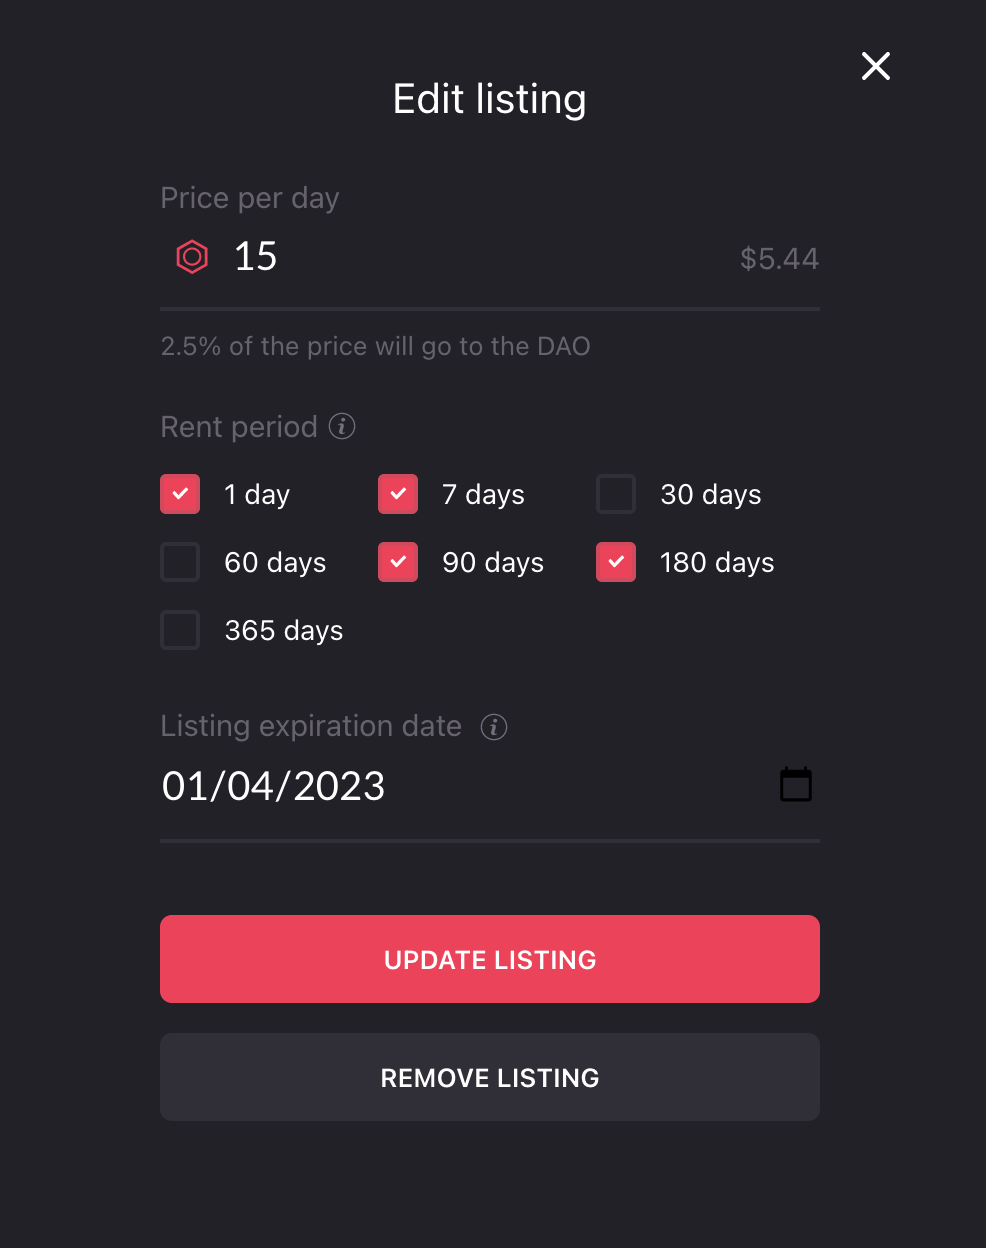 Edit listing
Price per day
15 $5.44
2.5% of the price will go to the DAO
Rent period
1 day 7 days 30 days
60 days 90 days 180 days
365 days
Listing expiration date
01/04/2023
UPDATE LISTING
REMOVE LISTING